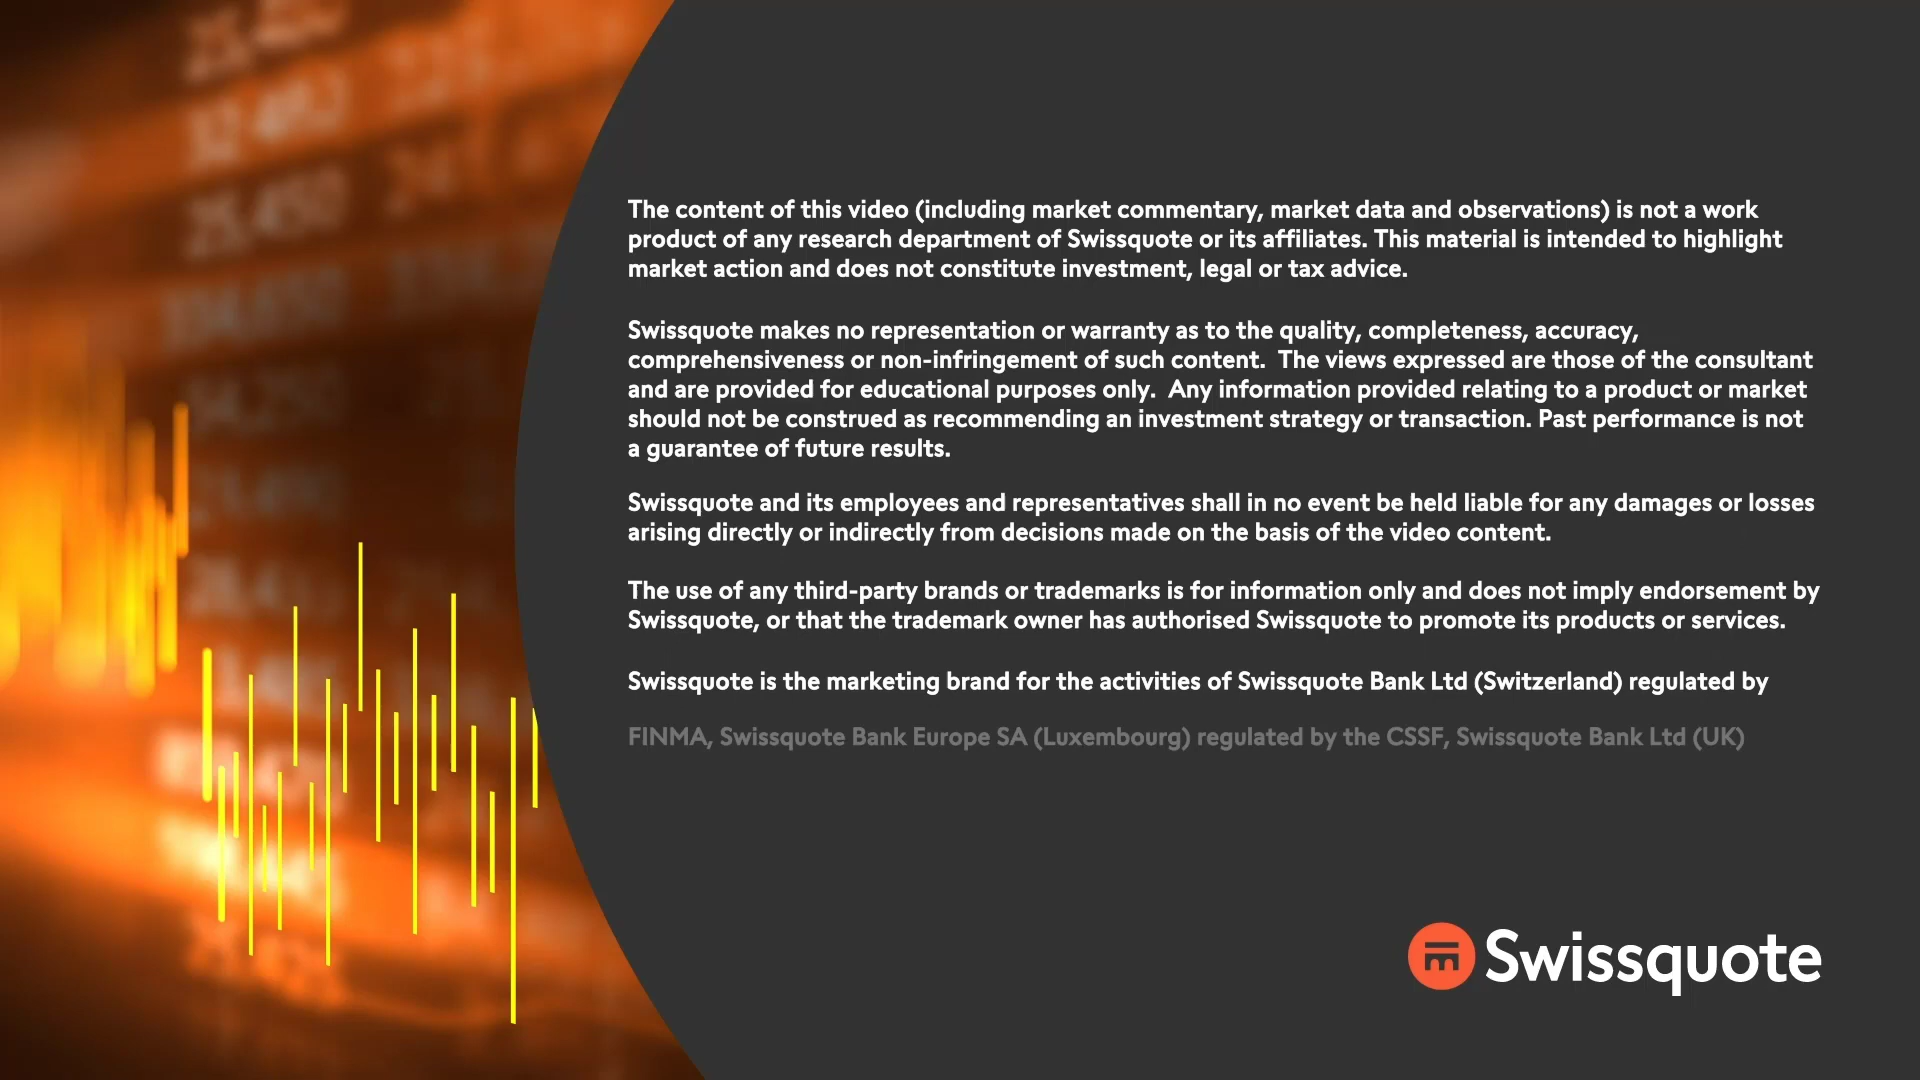 The content of this video (including market commentary, market data and observations) is not a work
product of any research department of Swissquote or its affiliates. This material is intended to highlight
market action and does not constitute investment, legal or tax advice.
Swissquote makes no representation or warranty as to the quality, completeness, accuracy,
comprehensiveness or non-infringement of such content.  The views expressed are those of the consultant
and are provided for educational purposes only.  Any information provided relating to a product or market
should not be construed as recommending an investment strategy or transaction. Past performance is not
a guarantee of future results.
Swissquote and its employees and representatives shall in no event be held liable for any damages or losses
arising directly or indirectly from decisions made on the basis of the video content.
The use of any third-party brands or trademarks is for information only and does not imply endorsement by
Swissquote, or that the trademark owner has authorised Swissquote to promote its products or services.
Swissquote is the marketing brand for the activities of Swissquote Bank Ltd (Switzerland) regulated by
FINMA, Swissquote Bank Europe SA (Luxembourg) regulated by the CSSF, Swissquote Bank Ltd (UK)
Swissquote